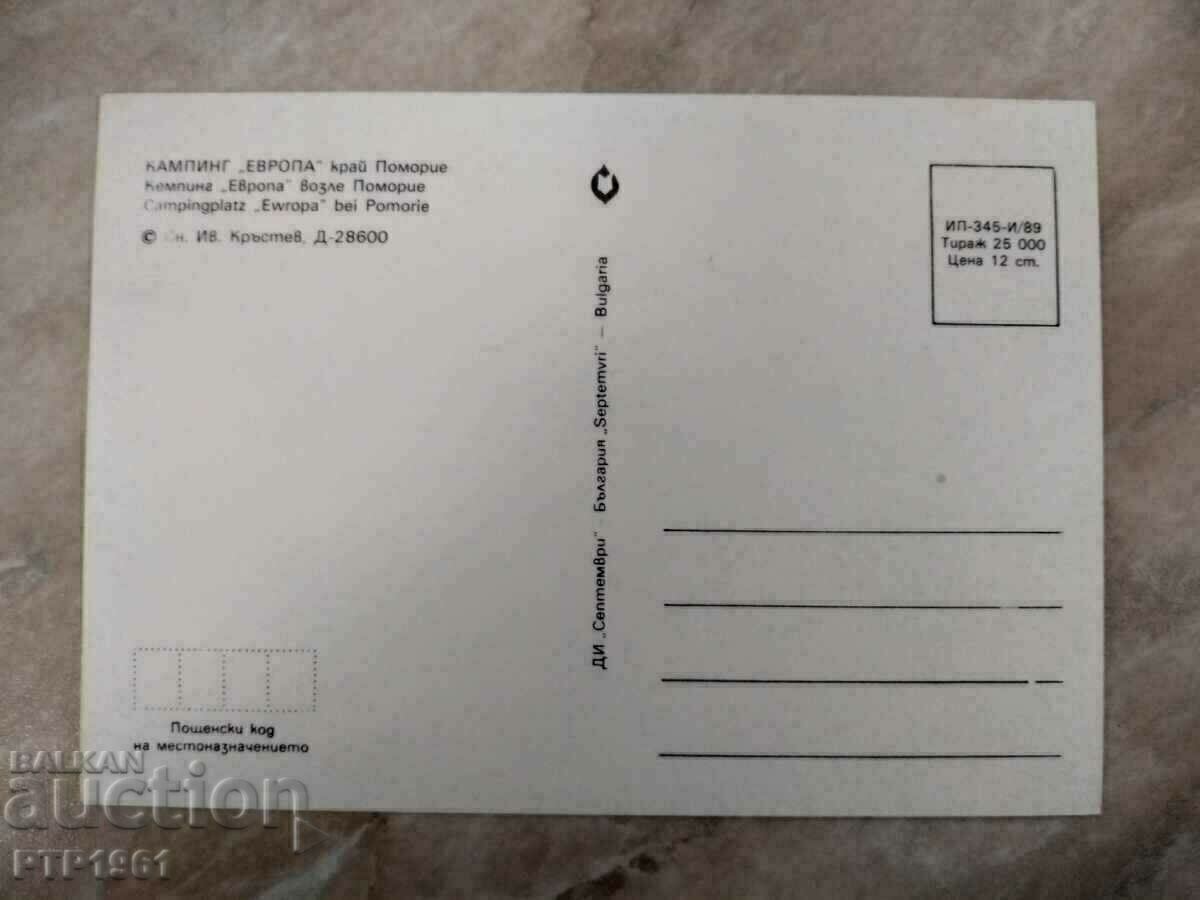 КАМПИНГ „ЕВРОПА" край Поморие
Кемпинг „Европа" возле Поморие
Campingplatz „Ewropa" bei Pomorie
© Сн. Ив. Кръстев, Д-28600
ДИ „Септември" - България „Septemvri" — Bulgaria
ИП-345-И/89
Тираж 25 000
Цена 12 ст.
Пощенски код
на местоназначението
BALKAN
auction
PTP1961